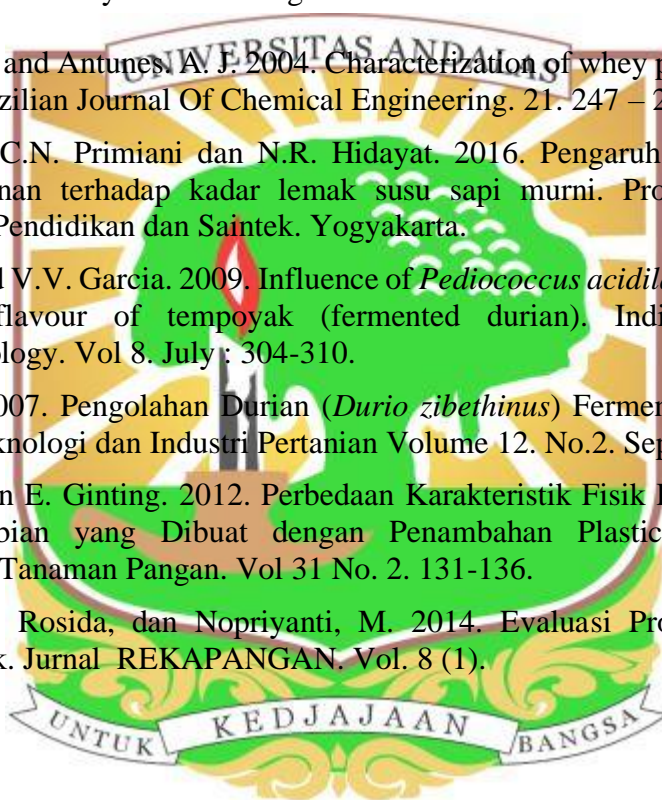 UNIVERSITAS ANDALAS
and Antunes. A. J. 2004. Characterization of whey p
zilian Journal Of Chemical Engineering. 21. 247 – 2
C.N. Primiani dan N.R. Hidayat. 2016. Pengaruh
nan terhadap kadar lemak susu sapi murni. Pro
Pendidikan dan Saintek. Yogyakarta.
d V.V. Garcia. 2009. Influence of Pediococcus acidila
flavour of tempoyak (fermented durian). Indi
ology. Vol 8. July : 304-310.
007. Pengolahan Durian (Durio zibethinus) Fermen
knologi dan Industri Pertanian Volume 12. No.2. Sep
n E. Ginting. 2012. Perbedaan Karakteristik Fisik
bian yang Dibuat dengan Penambahan Plastic
Tanaman Pangan. Vol 31 No. 2. 131-136.
Rosida, dan Nopriyanti, M. 2014. Evaluasi Pro
k. Jurnal REKAPANGAN. Vol. 8 (1).
UNTUK KEDJAJAAN BANGSA